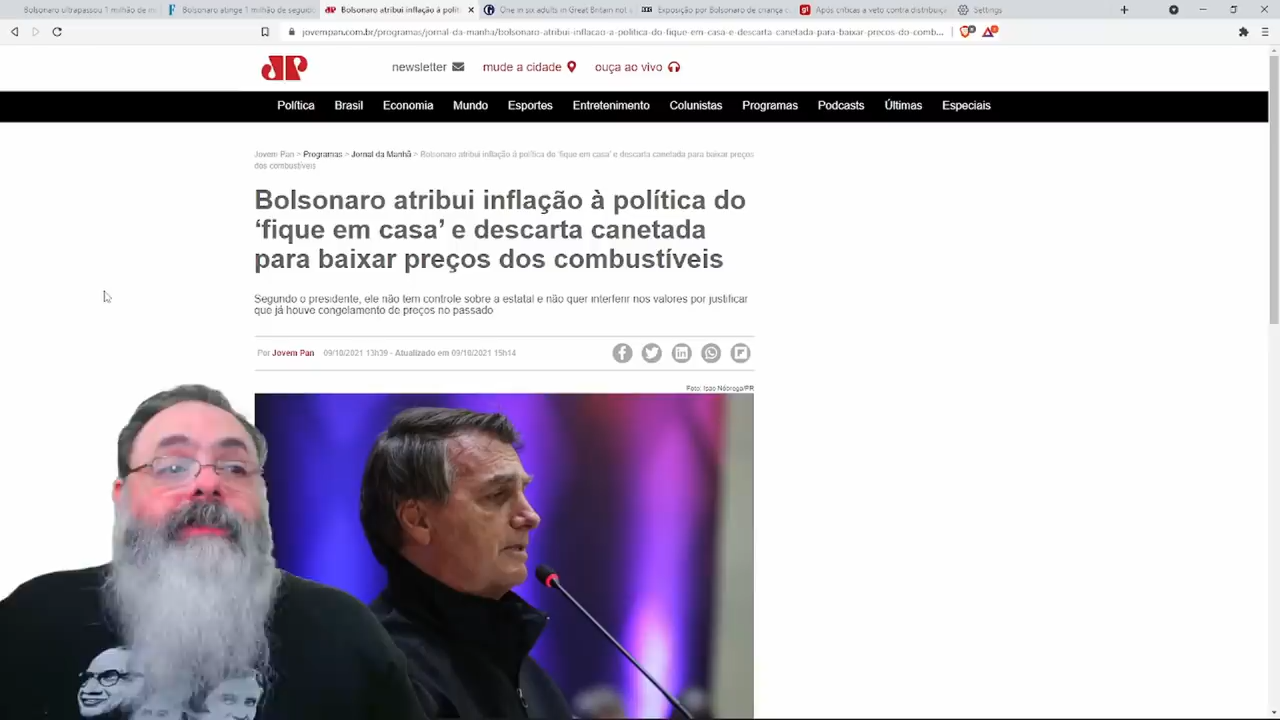 Bolsonaro ultrapassou 1 milhão de m
Bolsonaro atinge 1 milhão de seguido
Bolsonaro atribui inflação à políti
One in six adults in Great Britain not
Exposição por Bolsonaro de criança c
Após críticas a veto contra distribuiç
Settings
jovempan.com.br/programas/jornal-da-manha/bolsonaro-atribui-inflacao-a-politica-do-fique-em-casa-e-descarta-canetada-para-baixar-precos-do-comb...
JP
newsletter
mude a cidade
ouça ao vivo
Política Brasil Economia Mundo Esportes Entretenimento Colunistas Programas Podcasts Últimas Especiais
Jovem Pan > Programas > Jornal da Manhã > Bolsonaro atribui inflação à política do 'fique em casa' e descarta canetada para baixar preços
dos combustíveis
Bolsonaro atribui inflação à política do
‘fique em casa’ e descarta canetada
para baixar preços dos combustíveis
Segundo o presidente, ele não tem controle sobre a estatal e não quer interferir nos valores por justificar
que já houve congelamento de preços no passado
Por Jovem Pan 09/10/2021 13h39 - Atualizado em 09/10/2021 15h14
Foto: Isac Nóbrega/PR